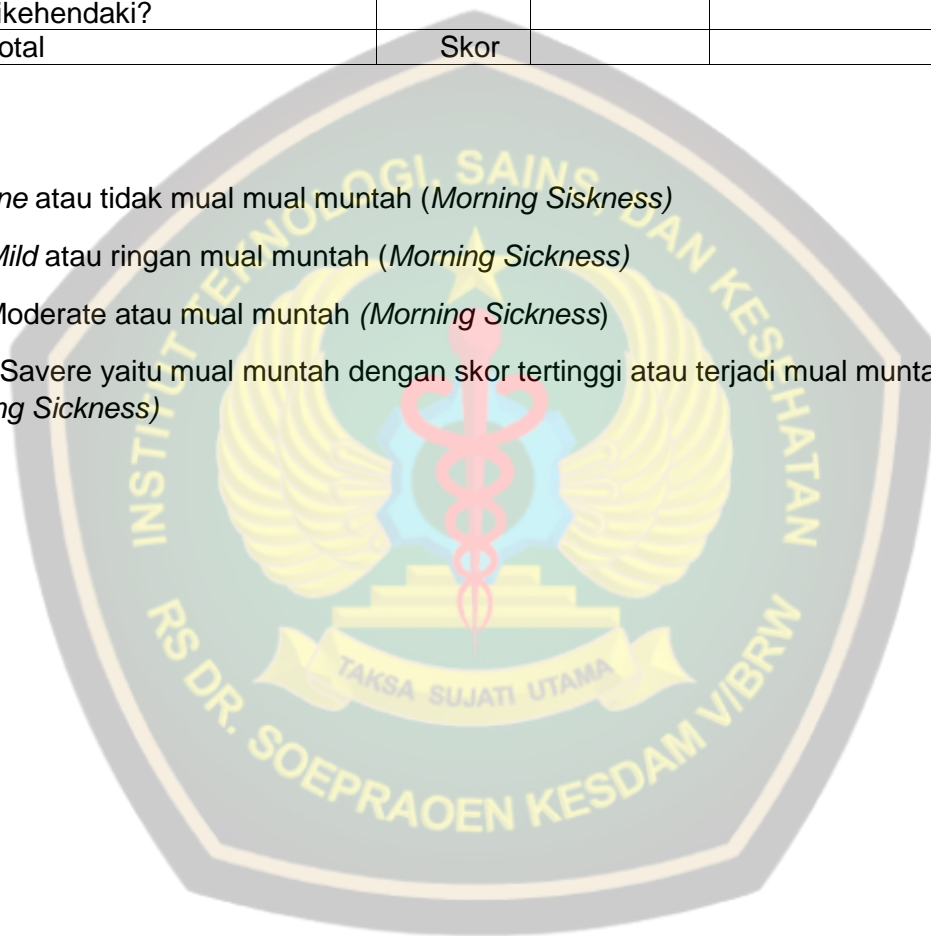 ikehendaki?
otal Skor
ne atau tidak mual mual muntah (Morning Siskness)
Mild atau ringan mual muntah (Morning Sickness)
Moderate atau mual muntah (Morning Sickness)
Savere yaitu mual muntah dengan skor tertinggi atau terjadi mual munta
ng Sickness)
INSTITUT TEKNOLOGI, SAINS, DAN KESEHATAN
TAKSA SUJATI UTAMA
RS DR. SOEPRAOEN KESDAM V/BRW